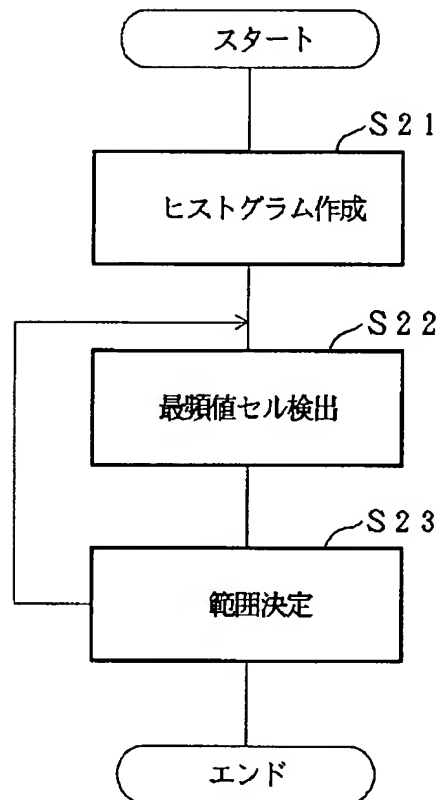 スタート
S21
ヒストグラム作成
S22
最頻値セル検出
S23
範囲決定
エンド